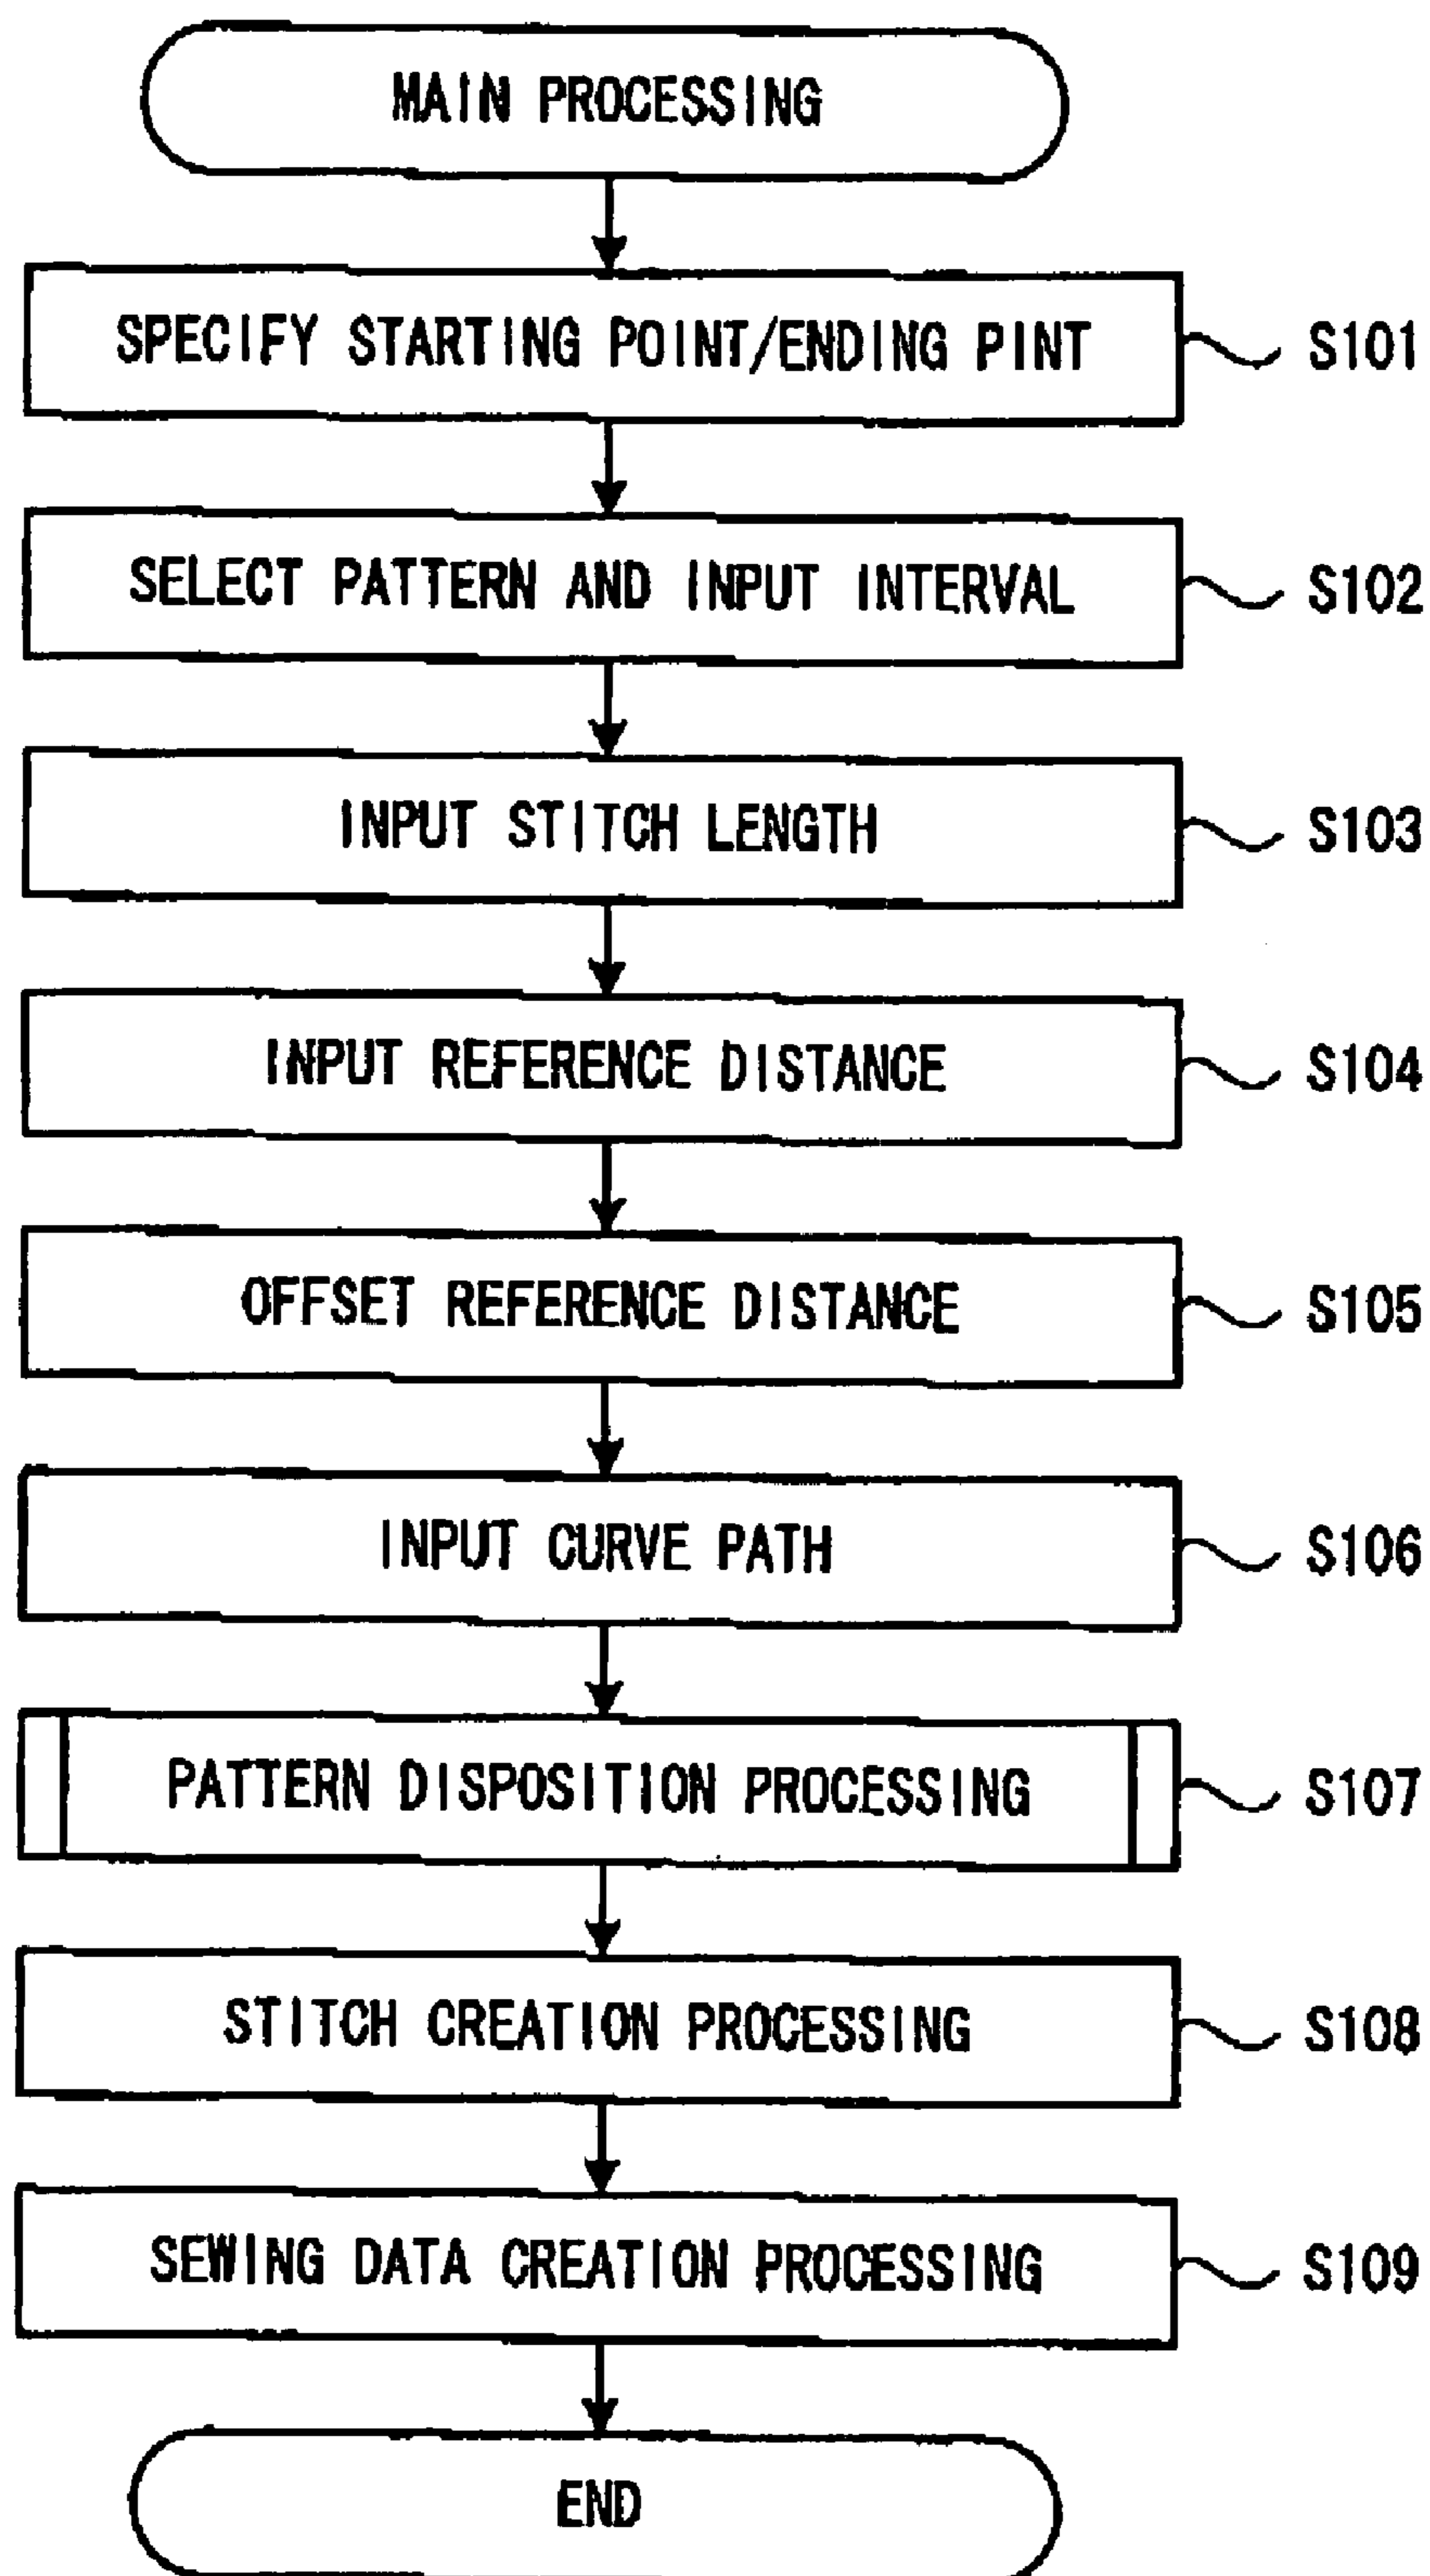 MAIN PROCESSING
SPECIFY STARTING POINT/ENDING PINT
S101
SELECT PATTERN AND INPUT INTERVAL
S102
INPUT STITCH LENGTH
S103
INPUT REFERENCE DISTANCE
S104
OFFSET REFERENCE DISTANCE
S105
INPUT CURVE PATH
S106
PATTERN DISPOSITION PROCESSING
S107
STITCH CREATION PROCESSING
S108
SEWING DATA CREATION PROCESSING
S109
END